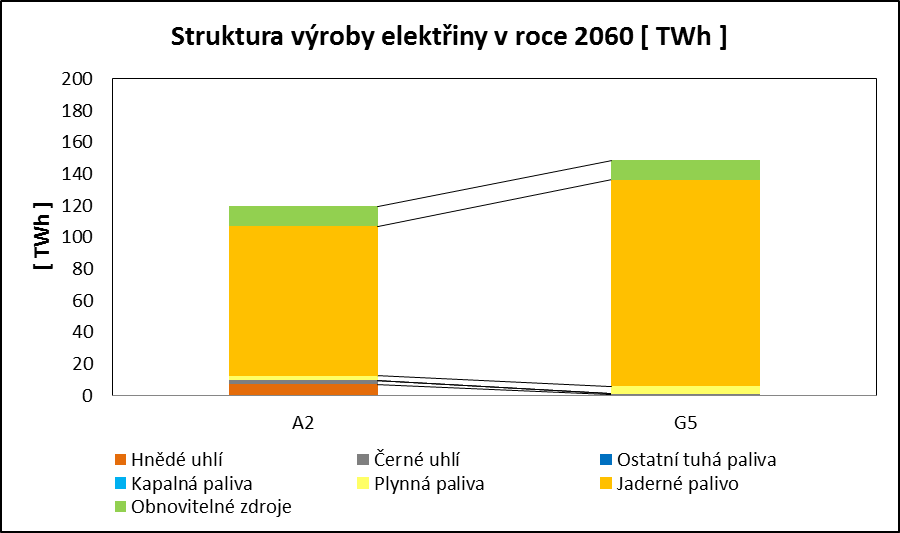 Struktura výroby elektřiny v roce 2060 [ TWh ]
[ TWh ]
200
180
160
140
120
100
80
60
40
20
0
A2 G5
Hnědé uhlí Černé uhlí Ostatní tuhá paliva
Kapalná paliva Plynná paliva Jaderné palivo
Obnovitelné zdroje